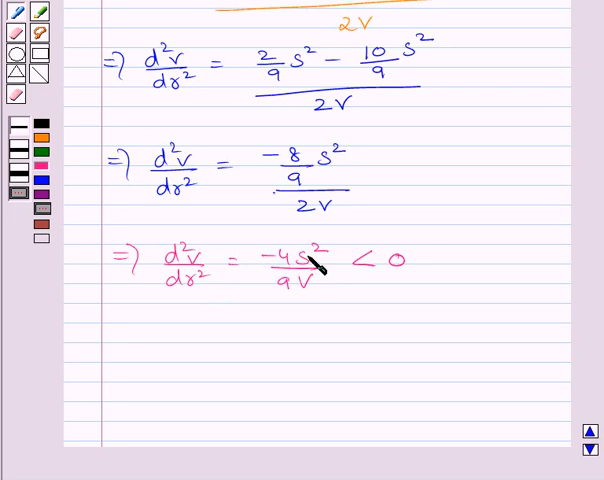 2V
⇒) d²v/dr² = (2/9 s² − 10/9 s²)/2V
⇒) d²v/dr² = (−8/9 s²)/2V
⇒) d²v/dr² = −4s²/9V < 0